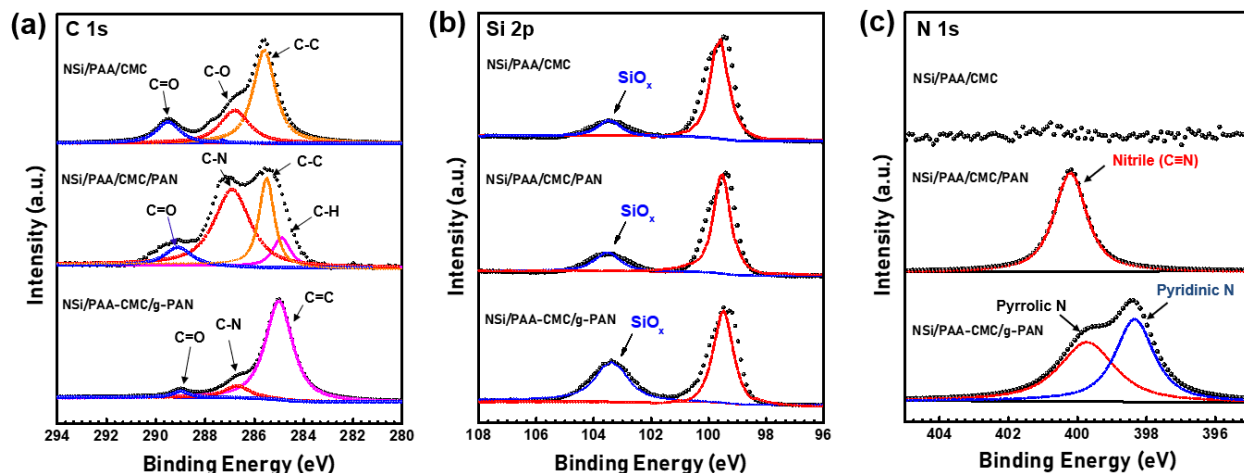 (a)
C 1s
NSi/PAA/CMC
C=O
C-O
C-C
NSi/PAA/CMC/PAN
C=O
C-N
C-C
C-H
NSi/PAA-CMC/g-PAN
C=O
C-N
C=C
Intensity (a.u.)
294 292 290 288 286 284 282 280
Binding Energy (eV)
(b)
Si 2p
NSi/PAA/CMC
SiOx
NSi/PAA/CMC/PAN
SiOx
NSi/PAA-CMC/g-PAN
SiOx
Intensity (a.u.)
108 106 104 102 100 98 96
Binding Energy (eV)
(c)
N 1s
NSi/PAA/CMC
NSi/PAA/CMC/PAN
Nitrile (C≡N)
Pyrrolic N
Pyridinic N
NSi/PAA-CMC/g-PAN
Intensity (a.u.)
404 402 400 398 396
Binding Energy (eV)